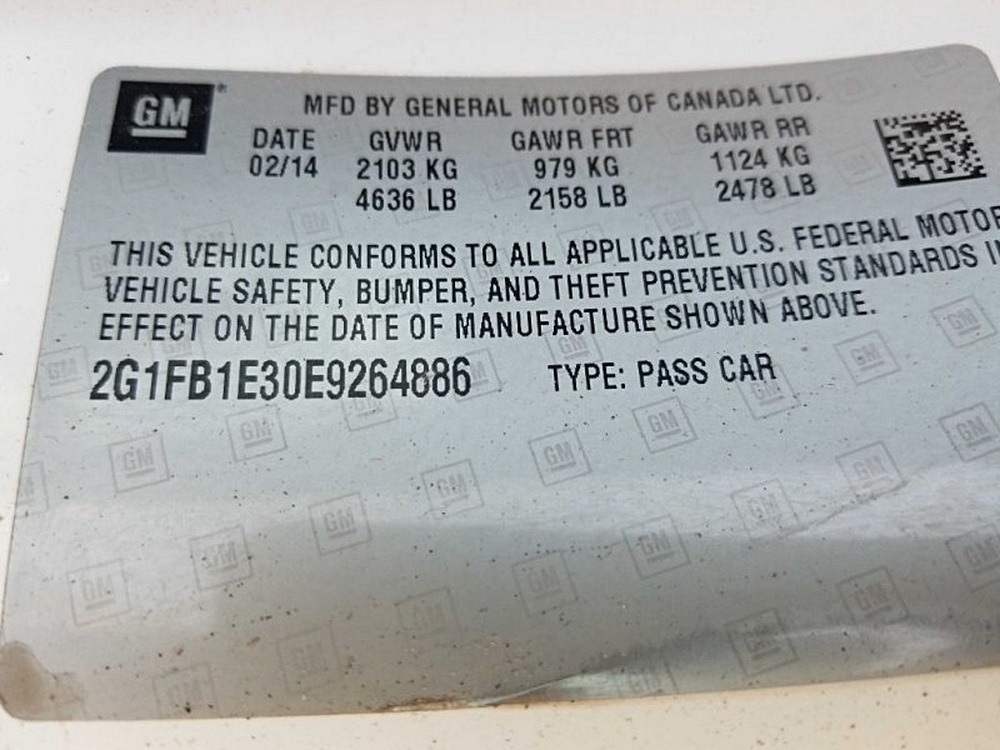 GM
MFD BY GENERAL MOTORS OF CANADA LTD.
DATE GVWR GAWR FRT GAWR RR
02/14 2103 KG 979 KG 1124 KG
4636 LB 2158 LB 2478 LB
THIS VEHICLE CONFORMS TO ALL APPLICABLE U.S. FEDERAL MOTOR
VEHICLE SAFETY, BUMPER, AND THEFT PREVENTION STANDARDS IN
EFFECT ON THE DATE OF MANUFACTURE SHOWN ABOVE.
2G1FB1E30E9264886 TYPE: PASS CAR